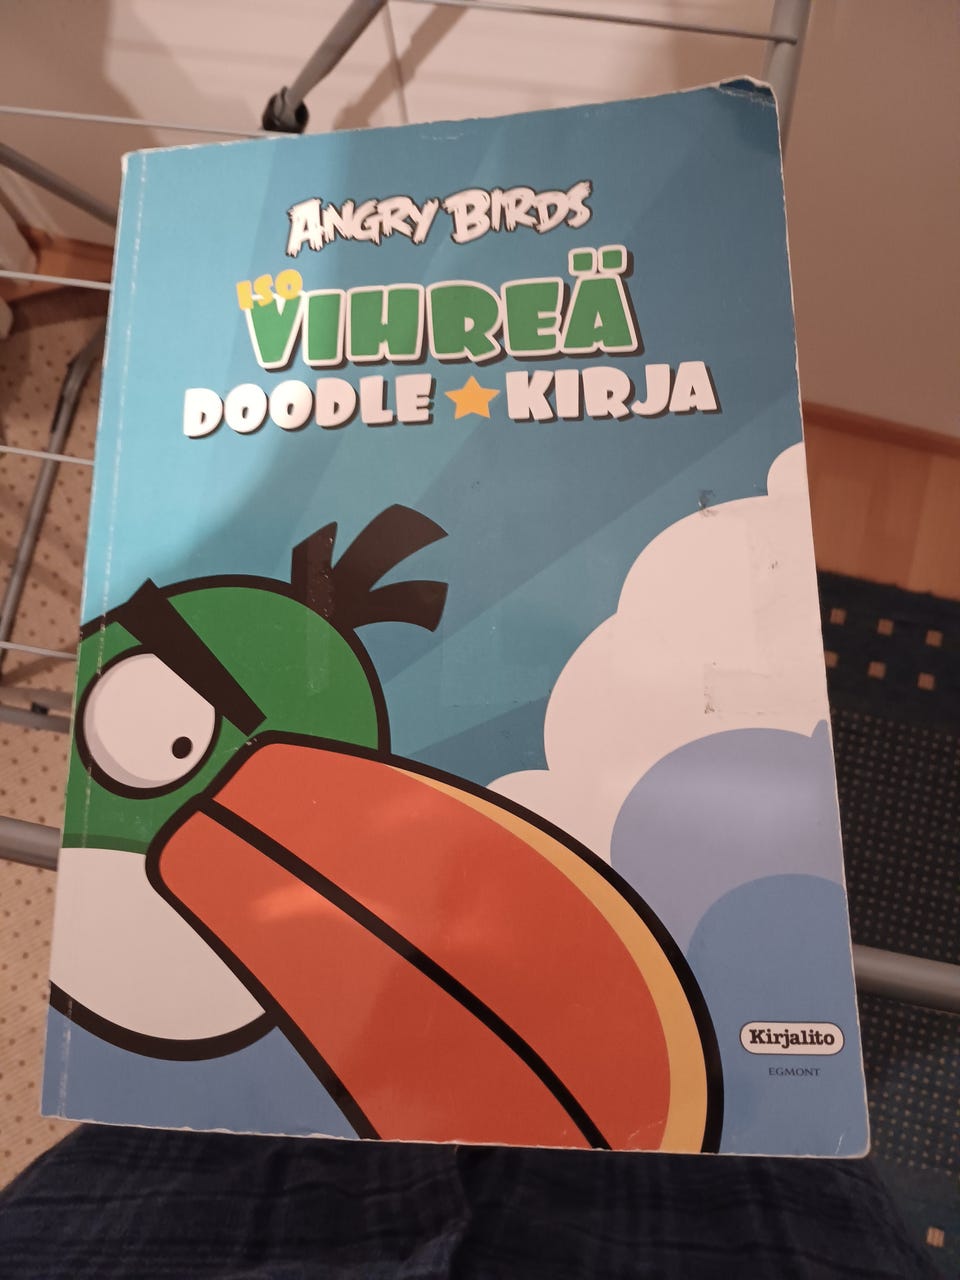 ANGRY BIRDS
ISO
VIHREÄ
DOODLE KIRJA
Kirjalito
EGMONT